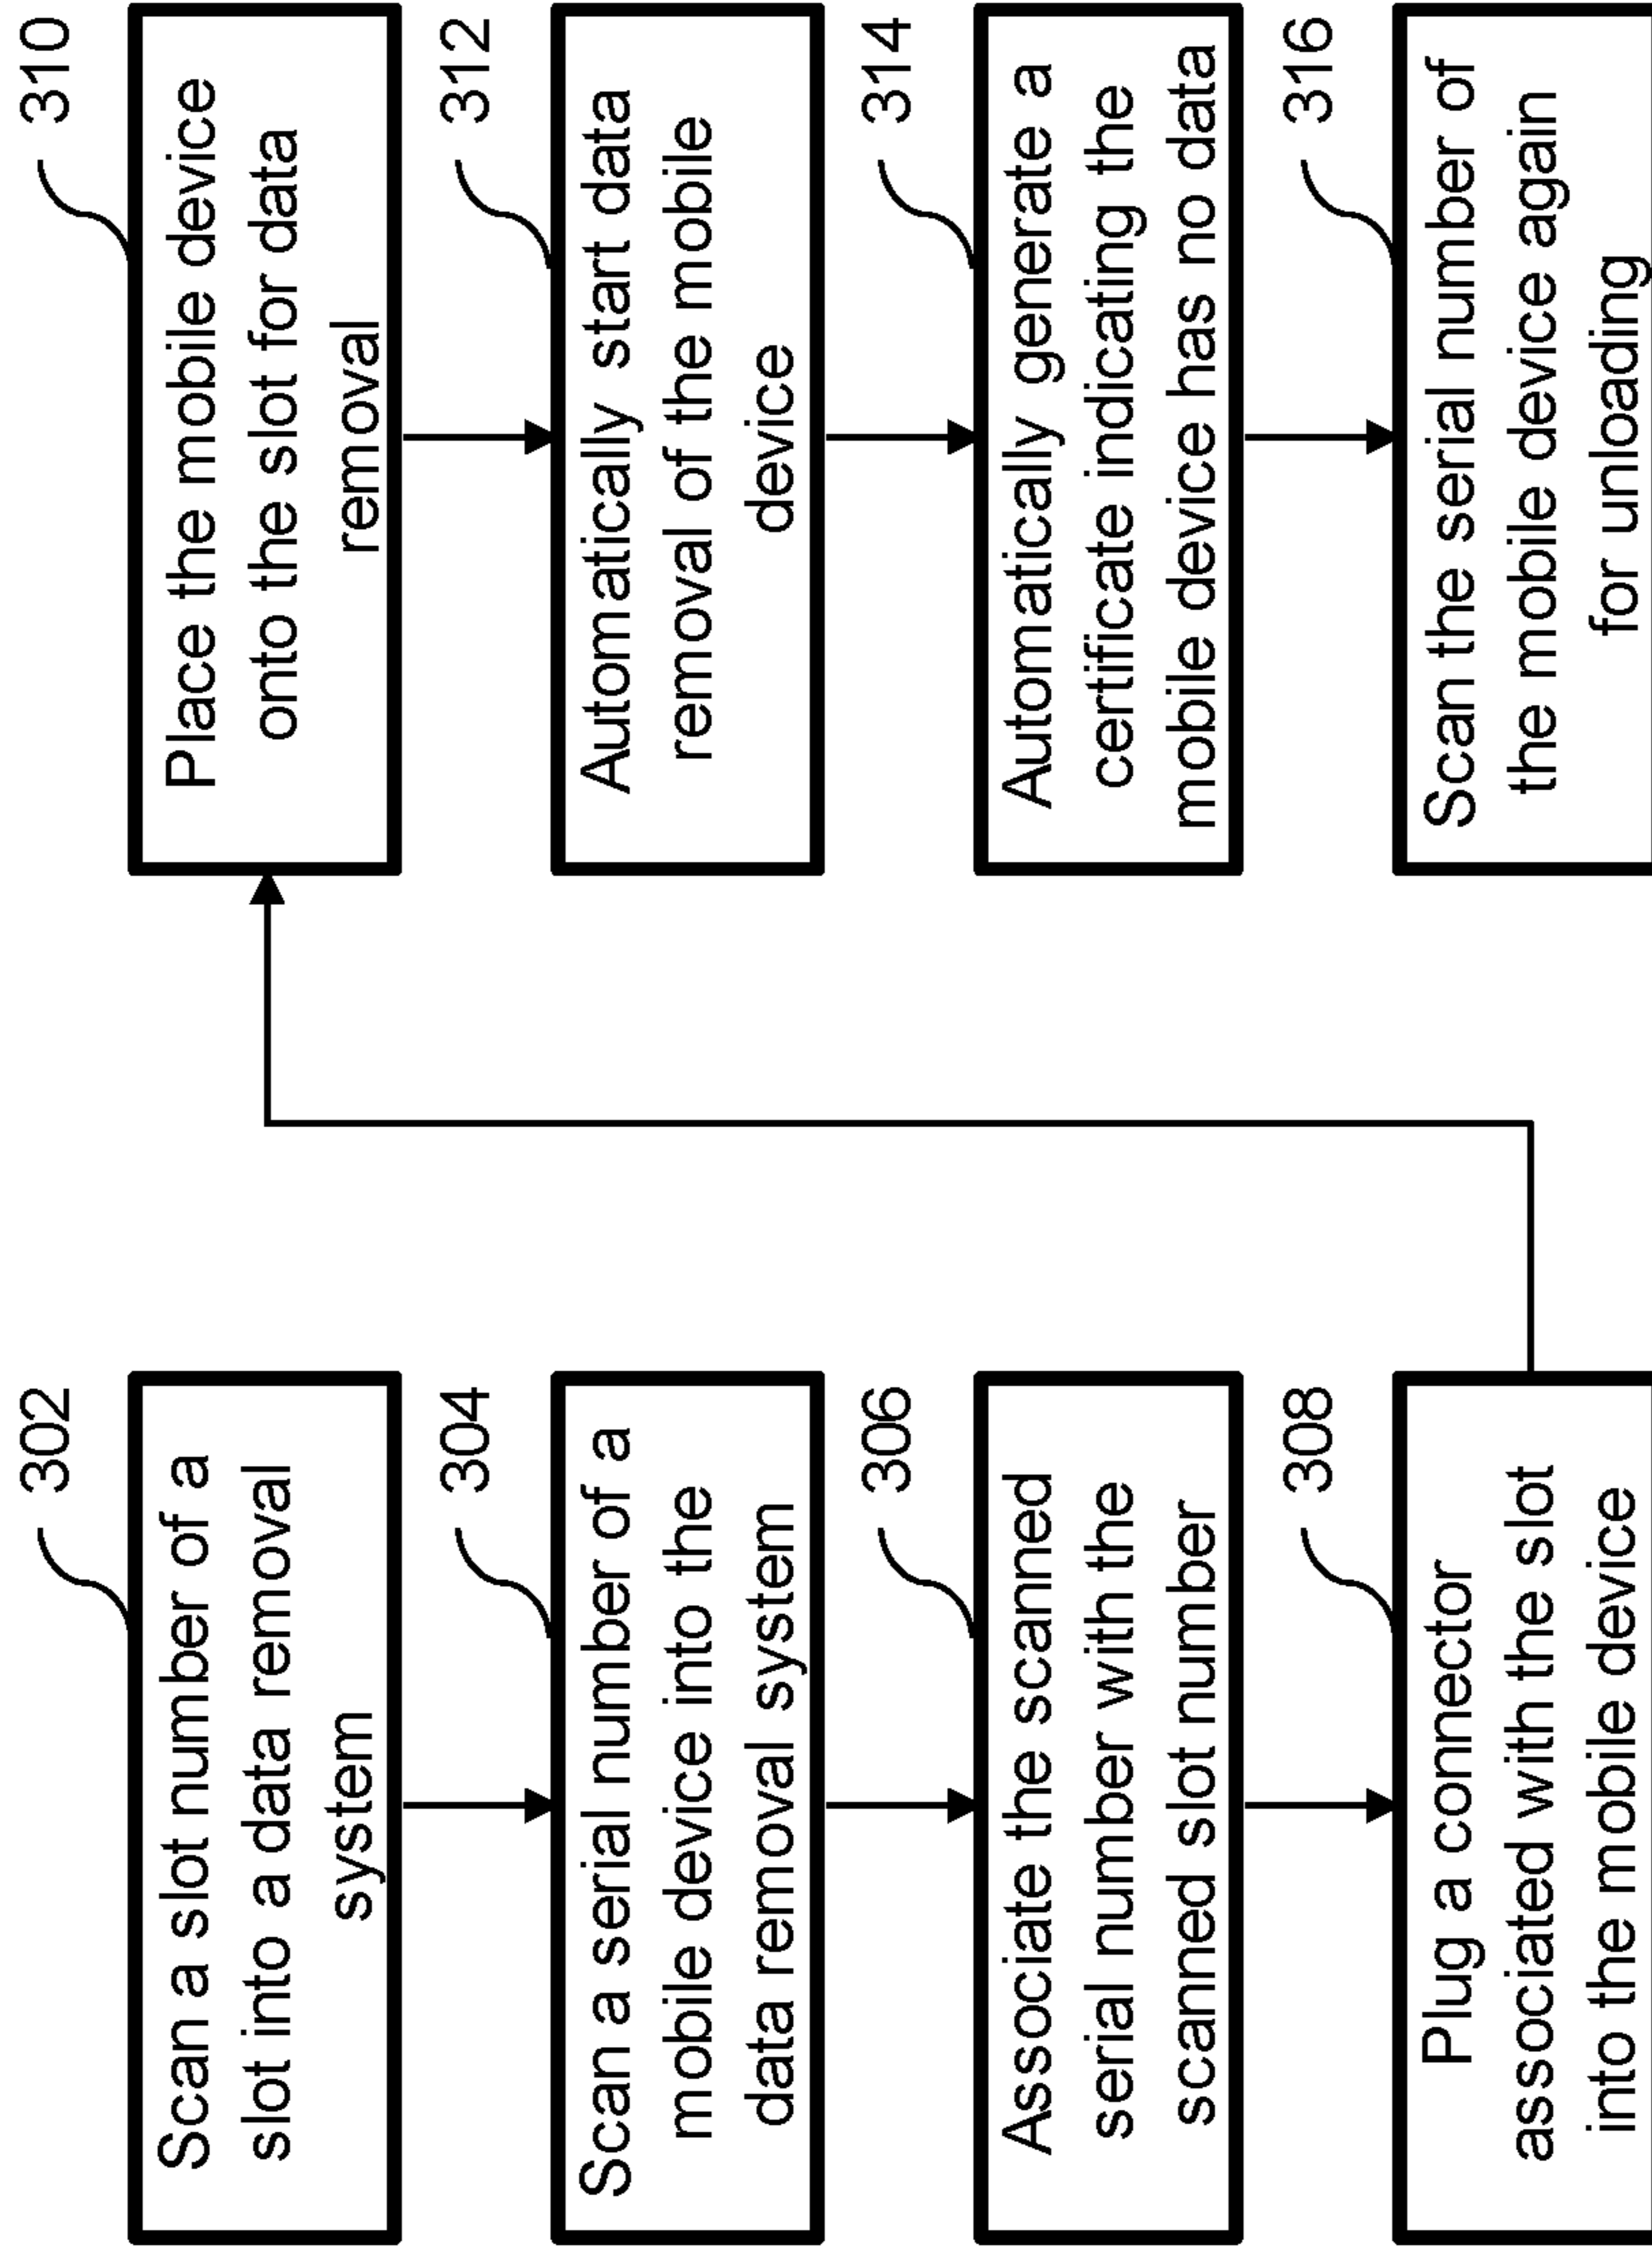 302
Scan a slot number of a
slot into a data removal
system
304
Scan a serial number of a
mobile device into the
data removal system
306
Associate the scanned
serial number with the
scanned slot number
308
Plug a connector
associated with the slot
into the mobile device
310
Place the mobile device
onto the slot for data
removal
312
Automatically start data
removal of the mobile
device
314
Automatically generate a
certificate indicating the
mobile device has no data
316
Scan the serial number of
the mobile device again
for unloading